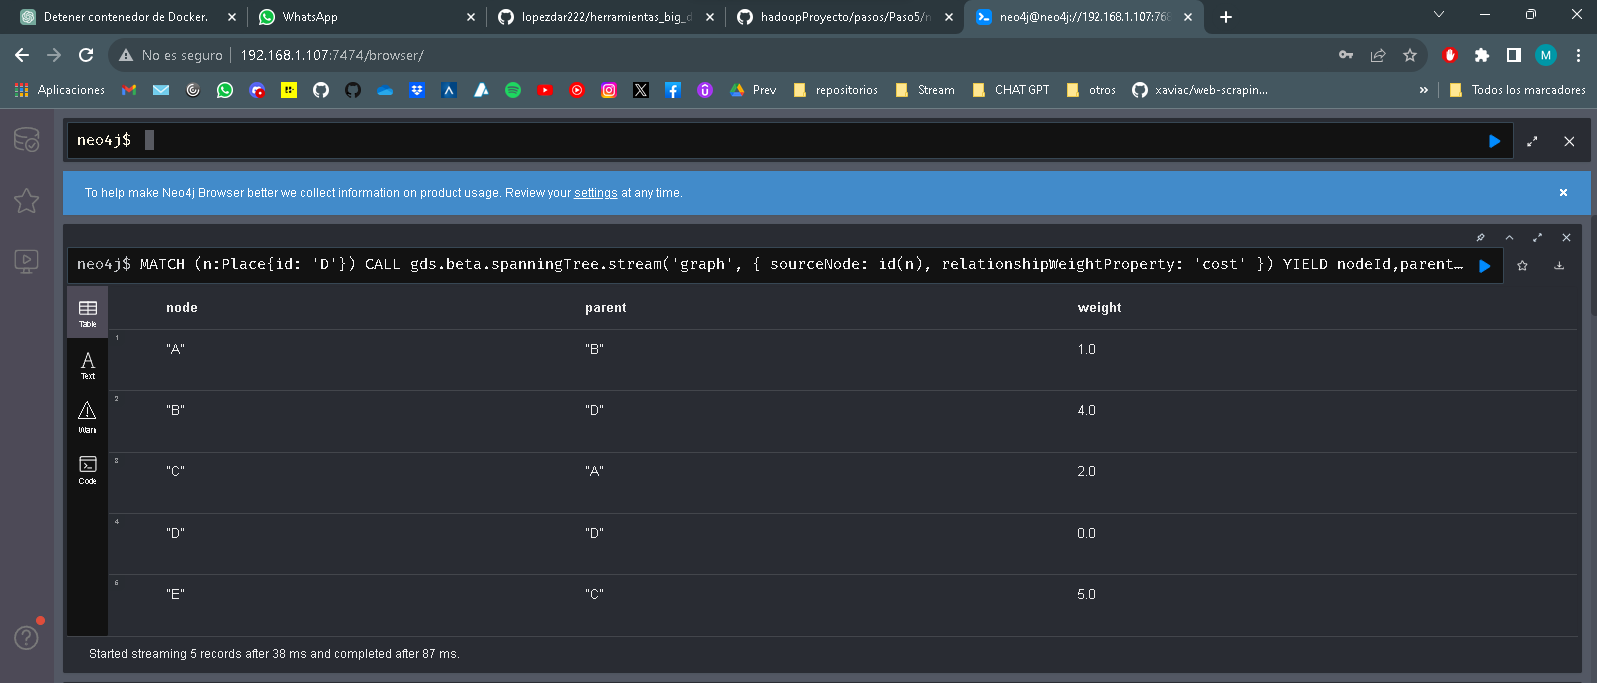 Detener contenedor de Docker.
WhatsApp
lopezdar222/herramientas_big_d
hadoopProyecto/pasos/Paso5/n
neo4j@neo4j://192.168.1.107:768
No es seguro
192.168.1.107:7474/browser/
M
Aplicaciones
Prev
repositorios
Stream
CHAT GPT
otros
xaviac/web-scrapin...
»
Todos los marcadores
neo4j$
To help make Neo4j Browser better we collect information on product usage. Review your settings at any time.
neo4j$ MATCH (n:Place{id: 'D'}) CALL gds.beta.spanningTree.stream('graph', { sourceNode: id(n), relationshipWeightProperty: 'cost' }) YIELD nodeId,parent…
Table
Text
Warn
Code
node parent weight
1 "A" "B" 1.0
2 "B" "D" 4.0
3 "C" "A" 2.0
4 "D" "D" 0.0
5 "E" "C" 5.0
Started streaming 5 records after 38 ms and completed after 87 ms.